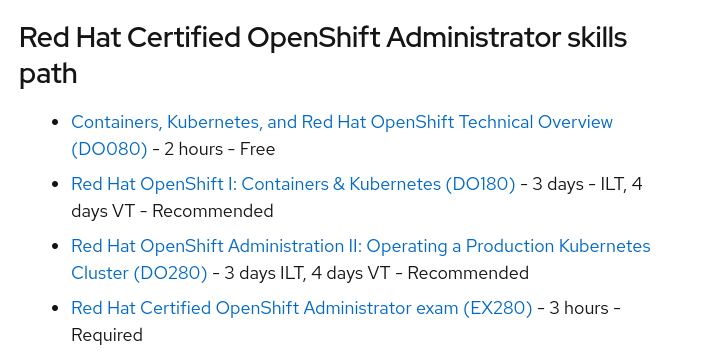 Red Hat Certified OpenShift Administrator skills
path
• Containers, Kubernetes, and Red Hat OpenShift Technical Overview
(DO080) - 2 hours - Free
• Red Hat OpenShift I: Containers & Kubernetes (DO180) - 3 days - ILT, 4
days VT - Recommended
• Red Hat OpenShift Administration II: Operating a Production Kubernetes
Cluster (DO280) - 3 days ILT, 4 days VT - Recommended
• Red Hat Certified OpenShift Administrator exam (EX280) - 3 hours -
Required